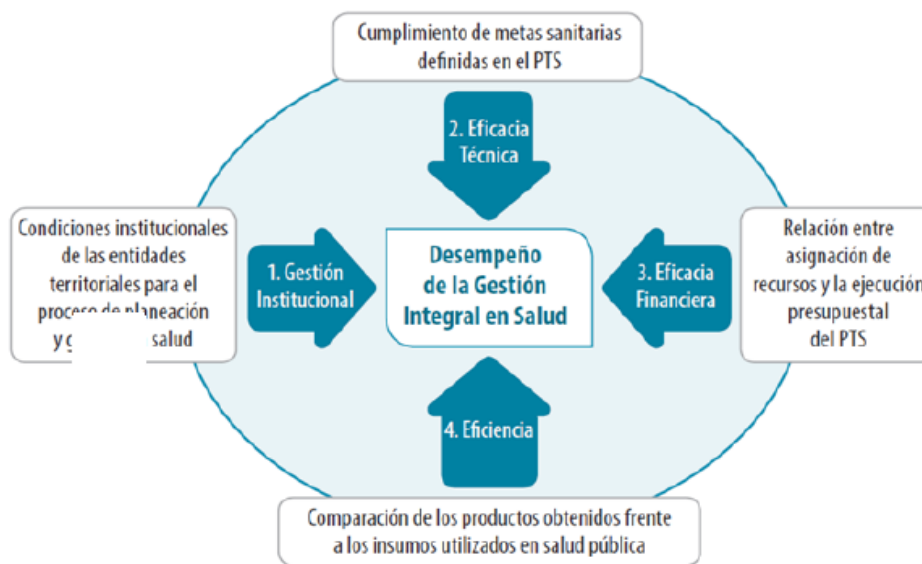 Cumplimiento de metas sanitarias
definidas en el PTS
2. Eficacia
Técnica
Condiciones institucionales
de las entidades
territoriales para el
proceso de planeación
y salud
1. Gestión
Institucional
Desempeño
de la Gestión
Integral en Salud
3. Eficacia
Financiera
Relación entre
asignación de
recursos y la ejecución
presupuestal
del PTS
4. Eficiencia
Comparación de los productos obtenidos frente
a los insumos utilizados en salud pública